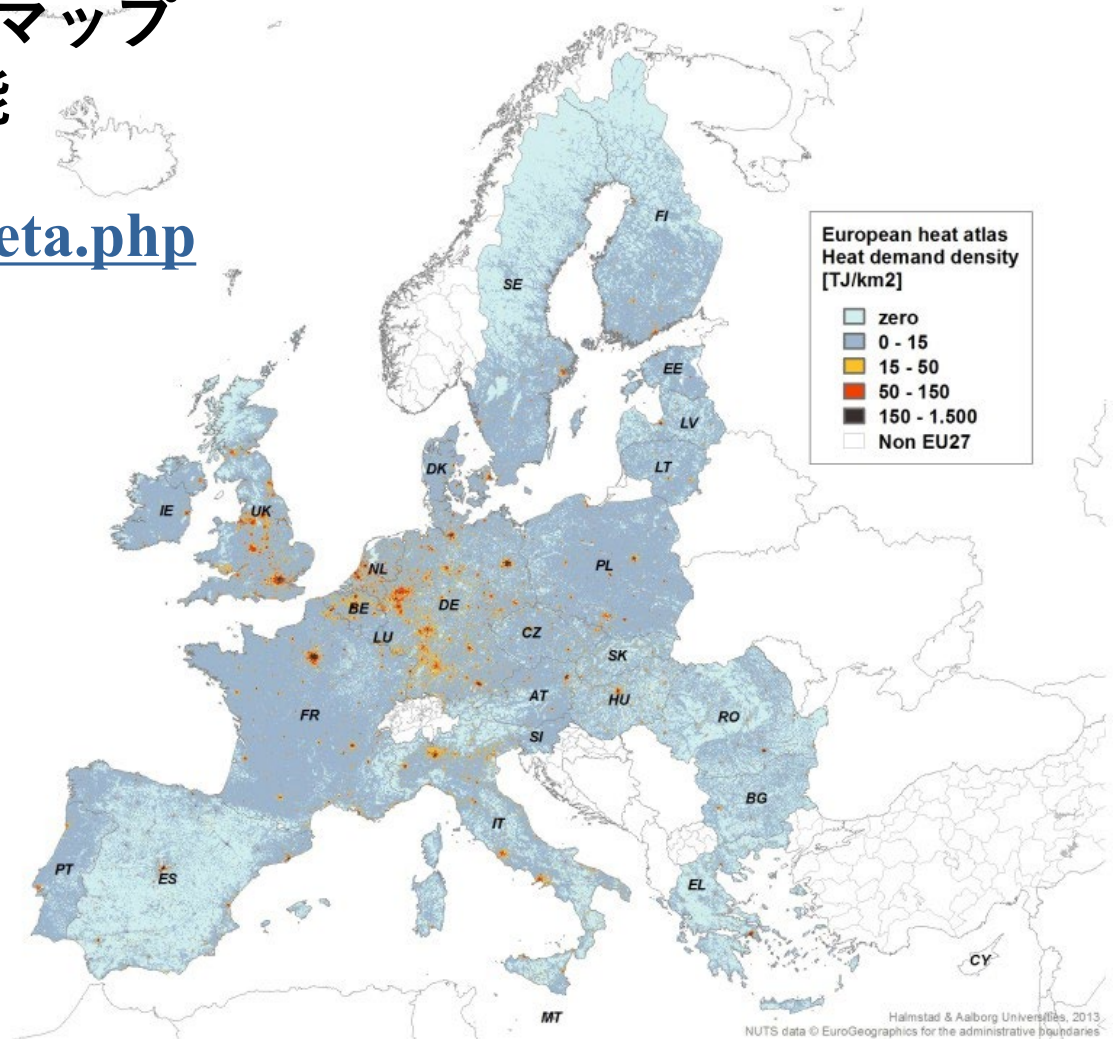 マップ
能
eta.php
European heat atlas
Heat demand density
[TJ/km2]
zero
0 - 15
15 - 50
50 - 150
150 - 1.500
Non EU27
FI
SE
EE
LV
LT
DK
IE
UK
NL
PL
BE
DE
LU
CZ
SK
AT
HU
FR
RO
SI
BG
IT
PT
ES
EL
CY
MT
Halmstad & Aalborg Universities, 2013
NUTS data © EuroGeographics for the administrative boundaries